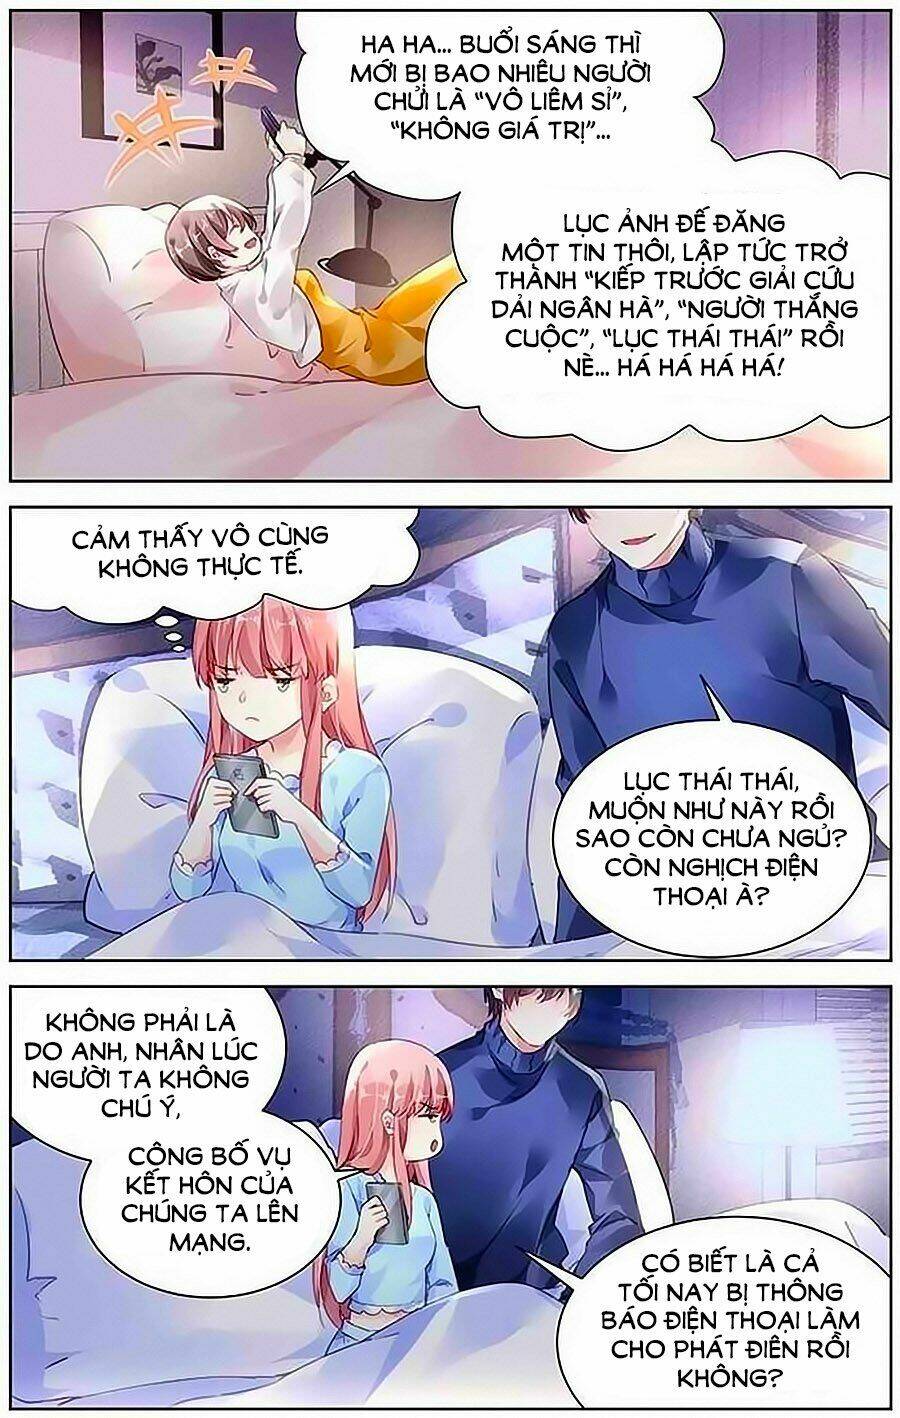 HA HA... BUỔI SÁNG THÌ
MỚI BỊ BAO NHIÊU NGƯỜI
CHỬI LÀ "VÔ LIÊM SỈ",
"KHÔNG GIÁ TRỊ"...
LỤC ẢNH ĐẾ ĐĂNG
MỘT TIN THÔI, LẬP TỨC TRỞ
THÀNH "KIẾP TRƯỚC GIẢI CỨU
DẢI NGÂN HÀ", "NGƯỜI THẮNG
CUỘC", "LỤC THÁI THÁI" RỒI
NÈ... HÁ HÁ HÁ HÁ!
CẢM THẤY VÔ CÙNG
KHÔNG THỰC TẾ.
LỤC THÁI THÁI,
MUỘN NHƯ NÀY RỒI
SAO CÒN CHƯA NGỦ?
CÒN NGHỊCH ĐIỆN
THOẠI À?
KHÔNG PHẢI LÀ
DO ANH, NHÂN LÚC
NGƯỜI TA KHÔNG
CHÚ Ý,
CÔNG BỐ VỤ
KẾT HÔN CỦA
CHÚNG TA LÊN
MẠNG.
CÓ BIẾT LÀ CẢ
TỐI NAY BỊ THÔNG
BÁO ĐIỆN THOẠI LÀM
CHO PHÁT ĐIÊN RỒI
KHÔNG?